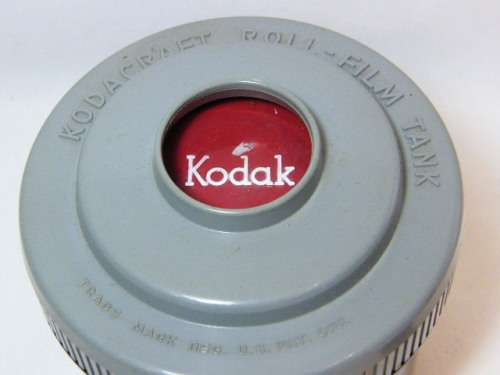 KODACRAFT ROLL-FILM TANK
Kodak
TRADE MARK REG. U.S. PAT. OFF.